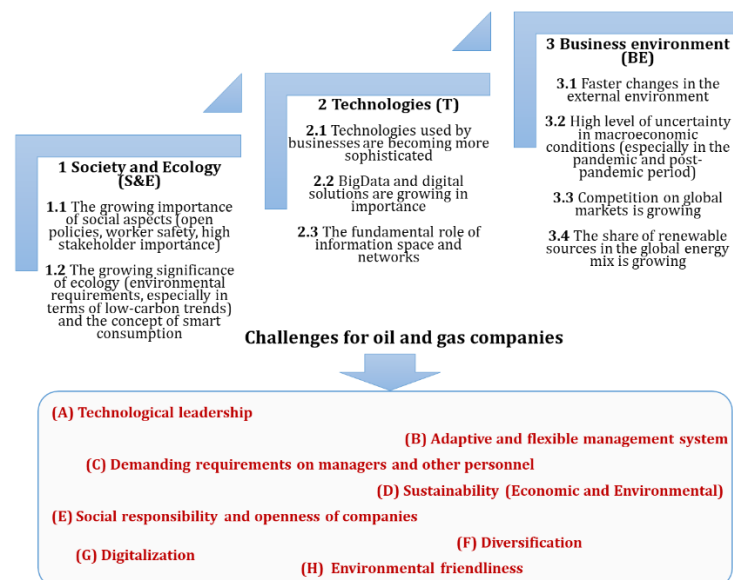 1 Society and Ecology
(S&E)
1.1 The growing importance
of social aspects (open
policies, worker safety, high
stakeholder importance)
1.2 The growing significance
of ecology (environmental
requirements, especially in
terms of low-carbon trends)
and the concept of smart
consumption
2 Technologies (T)
2.1 Technologies used by
businesses are becoming more
sophisticated
2.2 BigData and digital
solutions are growing in
importance
2.3 The fundamental role of
information space and
networks
3 Business environment
(BE)
3.1 Faster changes in the
external environment
3.2 High level of uncertainty
in macroeconomic
conditions (especially in the
pandemic and post-
pandemic period)
3.3 Competition on global
markets is growing
3.4 The share of renewable
sources in the global energy
mix is growing
Challenges for oil and gas companies
(A) Technological leadership
(B) Adaptive and flexible management system
(C) Demanding requirements on managers and other personnel
(D) Sustainability (Economic and Environmental)
(E) Social responsibility and openness of companies
(F) Diversification
(G) Digitalization
(H) Environmental friendliness